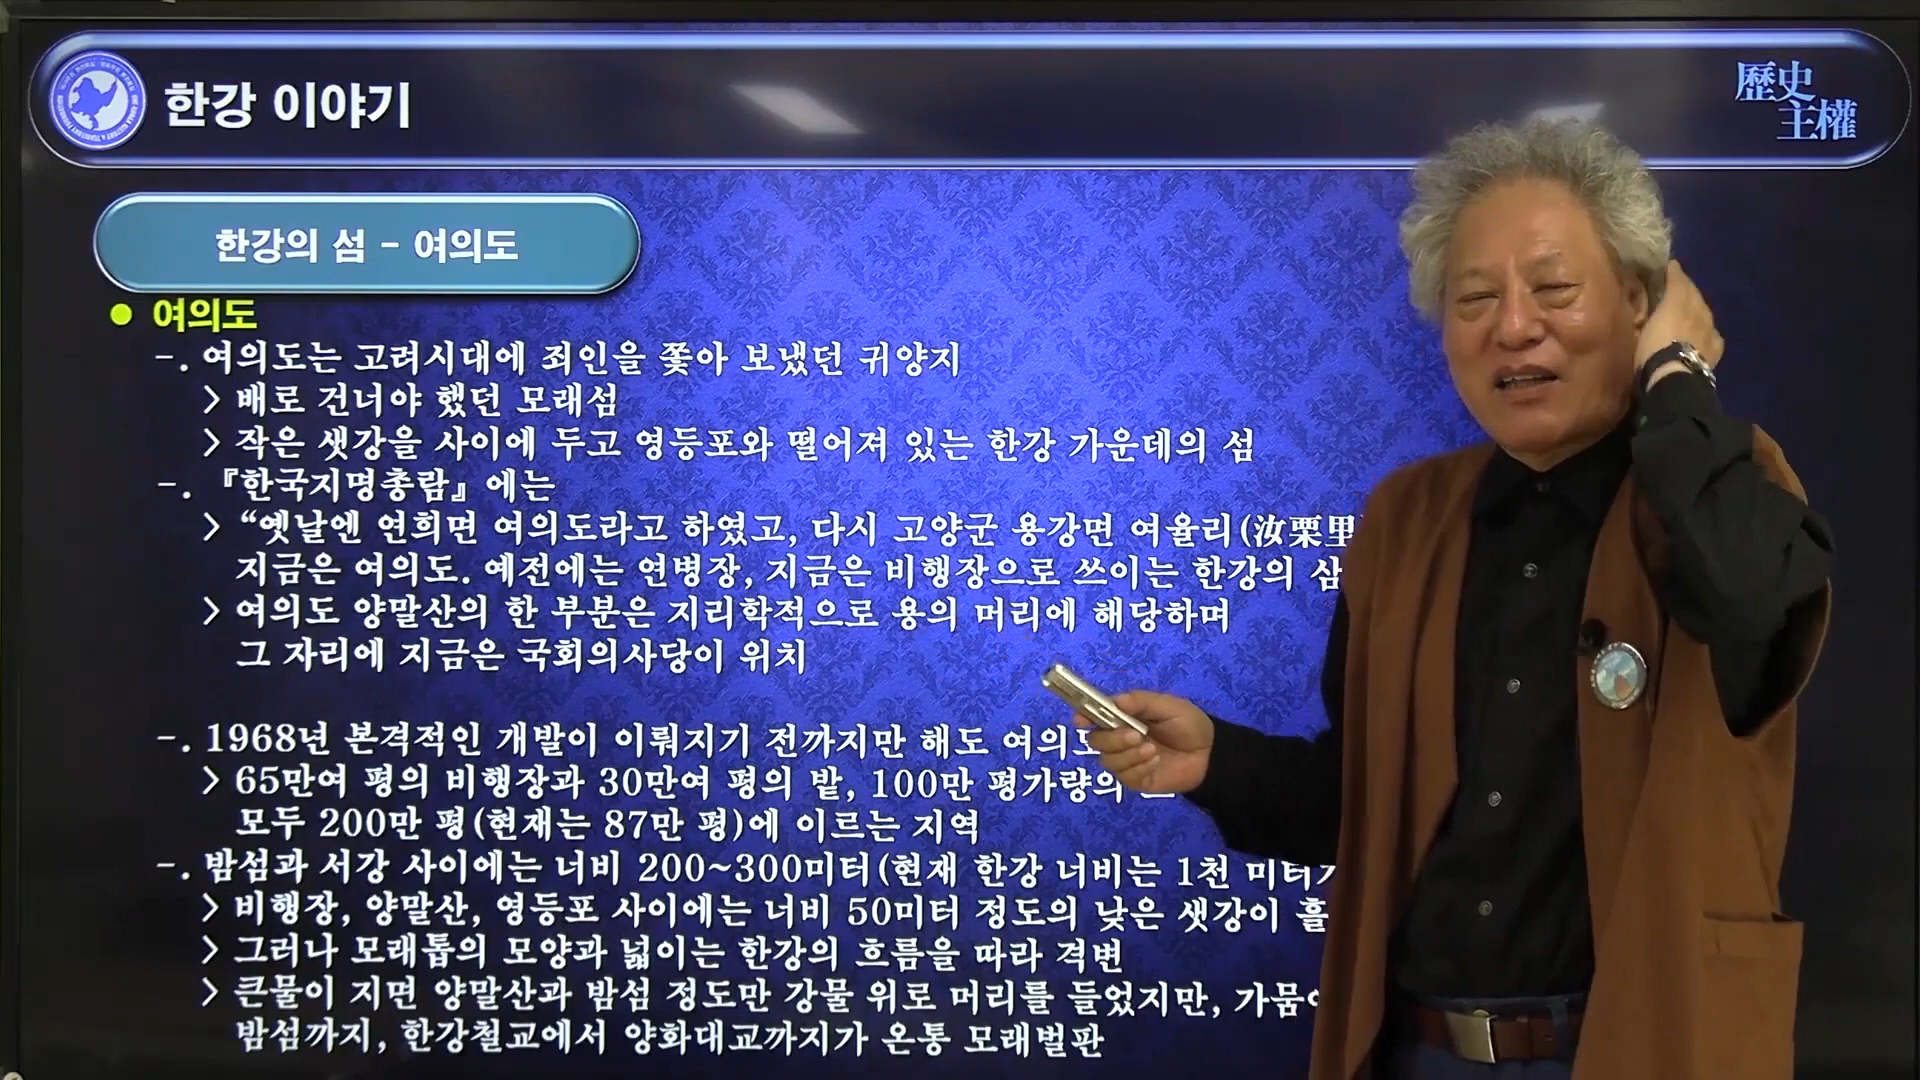 한강 이야기
歷史
主權
한강의 섬 - 여의도
● 여의도
-. 여의도는 고려시대에 죄인을 쫓아 보냈던 귀양지
> 배로 건너야 했던 모래섬
> 작은 샛강을 사이에 두고 영등포와 떨어져 있는 한강 가운데의 섬
-. 『한국지명총람』에는
> “옛날엔 연희면 여의도라고 하였고, 다시 고양군 용강면 여율리(汝栗里
지금은 여의도. 예전에는 연병장, 지금은 비행장으로 쓰이는 한강의 삼
> 여의도 양말산의 한 부분은 지리학적으로 용의 머리에 해당하며
그 자리에 지금은 국회의사당이 위치
-. 1968년 본격적인 개발이 이뤄지기 전까지만 해도 여의도
> 65만여 평의 비행장과 30만여 평의 밭, 100만 평가량의
모두 200만 평(현재는 87만 평)에 이르는 지역
-. 밤섬과 서강 사이에는 너비 200~300미터(현재 한강 너비는 1천 미터
> 비행장, 양말산, 영등포 사이에는 너비 50미터 정도의 낮은 샛강이 흘
> 그러나 모래톱의 모양과 넓이는 한강의 흐름을 따라 격변
> 큰물이 지면 양말산과 밤섬 정도만 강물 위로 머리를 들었지만, 가뭄
밤섬까지, 한강철교에서 양화대교까지가 온통 모래벌판